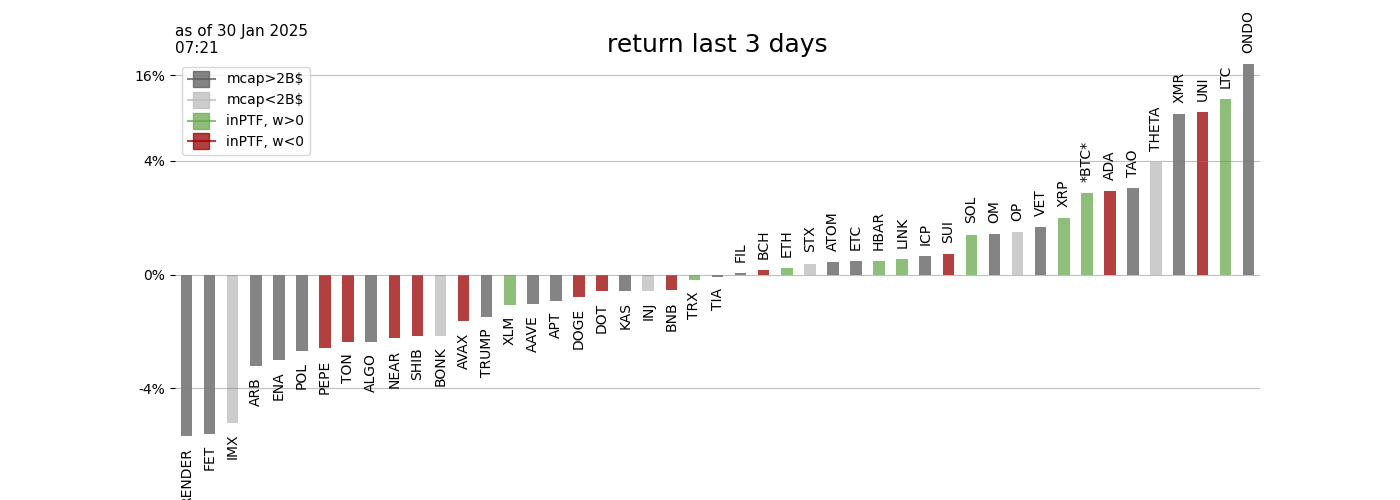 as of 30 Jan 2025
07:21
return last 3 days
mcap>2B$
mcap<2B$
inPTF, w>0
inPTF, w<0
16%
4%
0%
-4%
RENDER
FET
IMX
ARB
ENA
POL
PEPE
TON
ALGO
NEAR
SHIB
BONK
AVAX
TRUMP
XLM
AAVE
APT
DOGE
DOT
KAS
INJ
BNB
TRX
TIA
FIL
BCH
ETH
STX
ATOM
ETC
HBAR
LINK
ICP
SUI
SOL
OM
OP
VET
XRP
*BTC*
ADA
TAO
THETA
XMR
UNI
LTC
ONDO